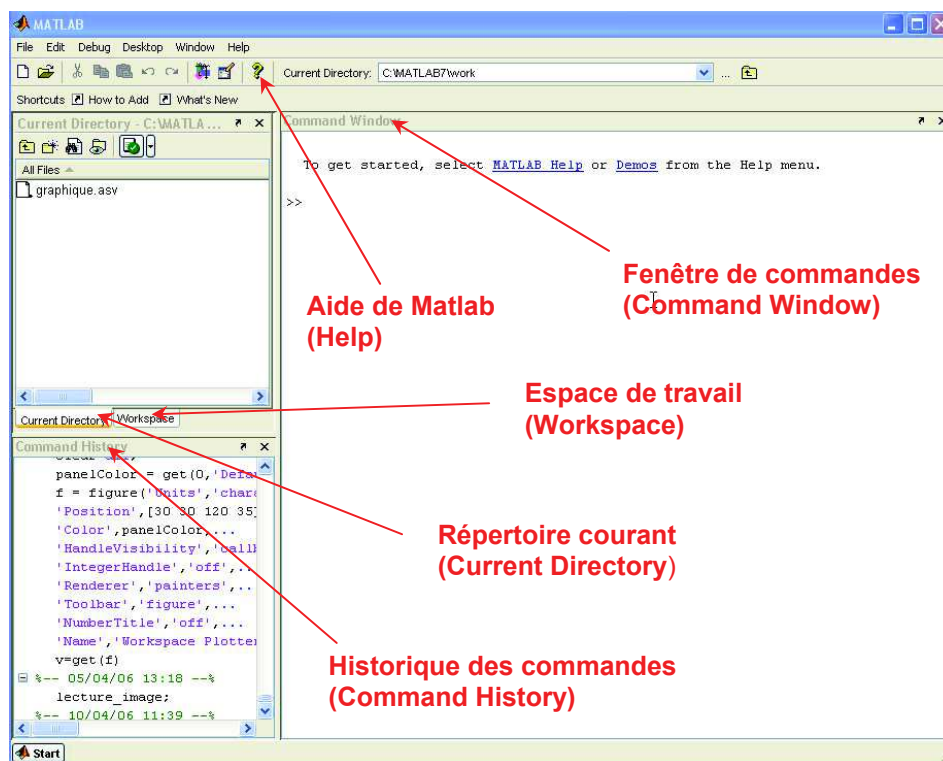 MATLAB
File Edit Debug Desktop Window Help
Current Directory: C:\MATLAB7\work
...
Shortcuts How to Add What's New
Current Directory - C:\MATLA...
All Files
graphique.asv
Command Window
To get started, select MATLAB Help or Demos from the Help menu.
>>
Fenêtre de commandes
(Command Window)
Aide de Matlab
(Help)
Espace de travail
(Workspace)
Current Directory Workspace
Command History
clear all;
panelColor = get(0,'Defau
f = figure('Units','chara
'Position',[30 30 120 35]
'Color',panelColor,...
'HandleVisibility','callb
'IntegerHandle','off',..
'Renderer','painters',..
'Toolbar','figure',...
'NumberTitle','off',...
'Name','Workspace Plotter
v=get(f)
%-- 05/04/06 13:18 --%
lecture_image;
%-- 10/04/06 11:39 --%
Répertoire courant
(Current Directory)
Historique des commandes
(Command History)
Start